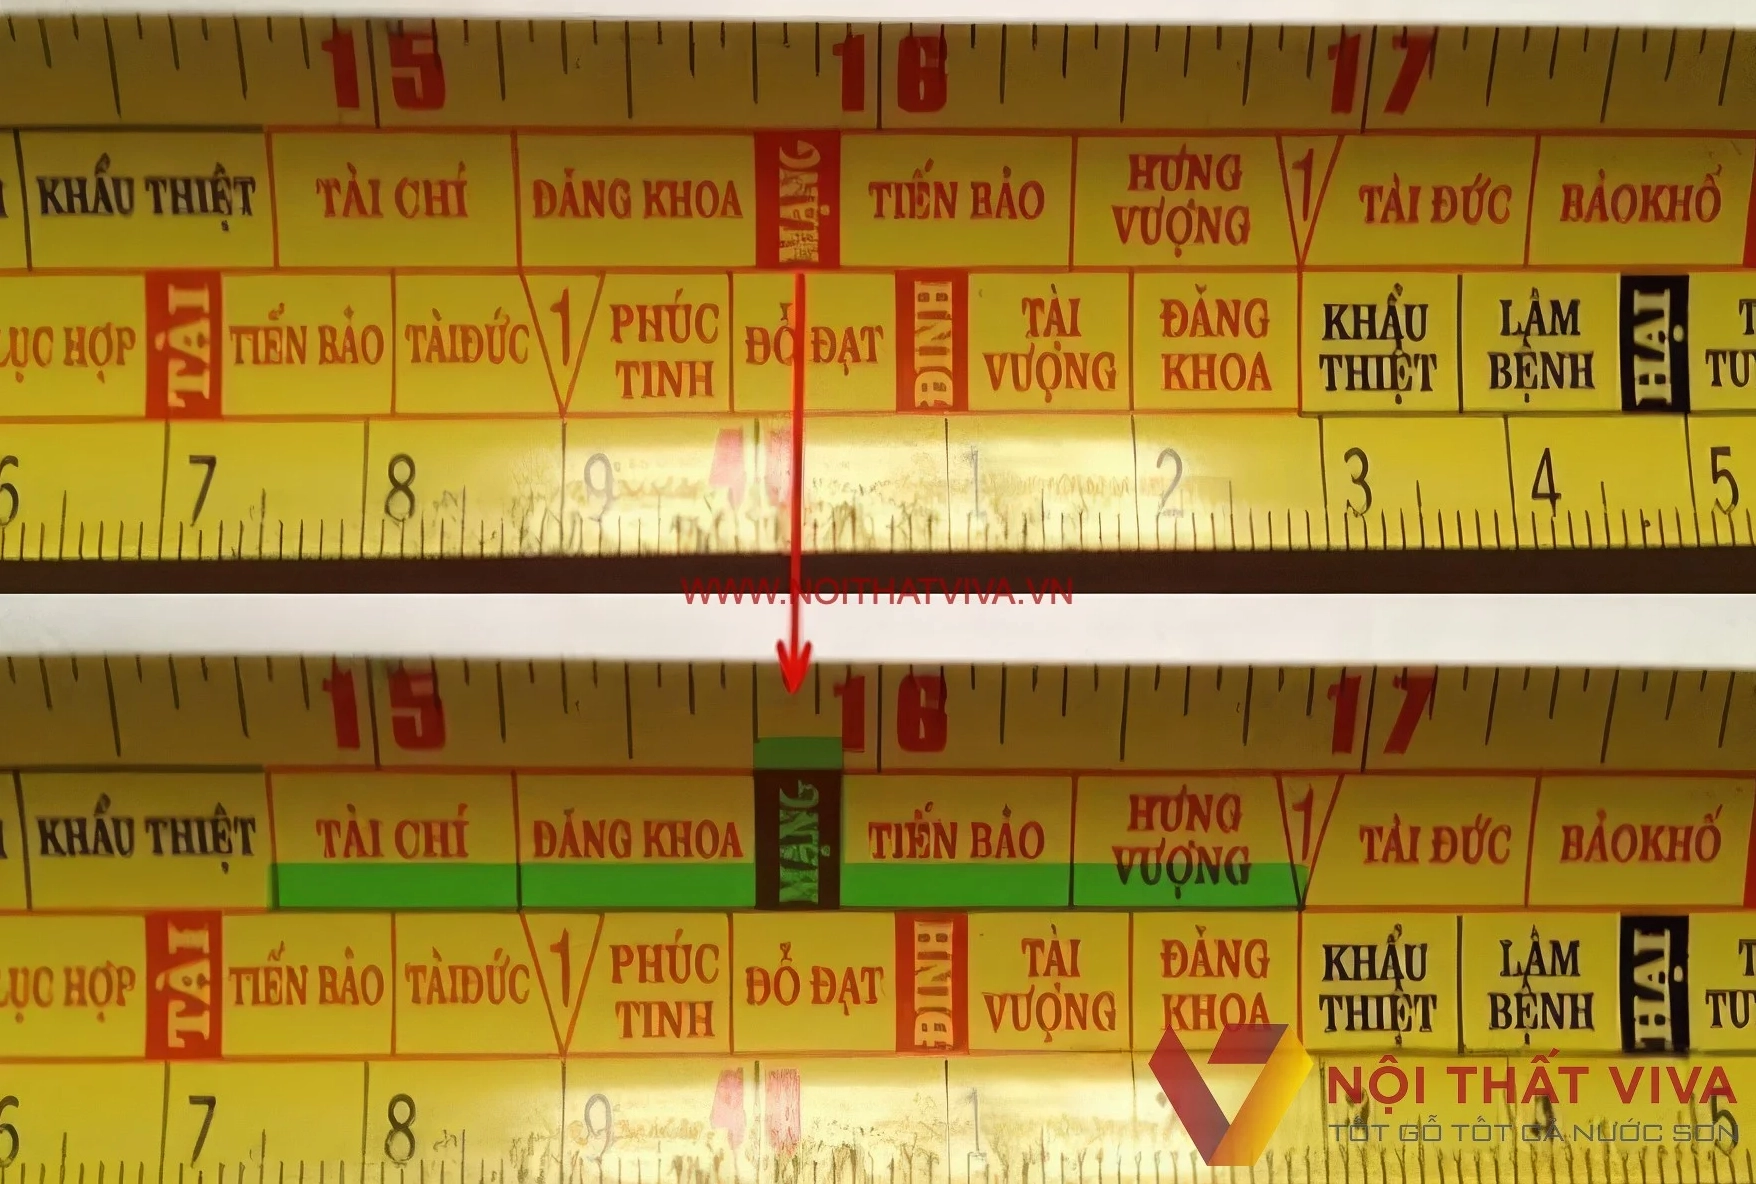 15 16 17
KHẨU THIỆT TÀI CHÍ ĐĂNG KHOA MẠNG TIẾN BẢO HƯNG VƯỢNG 1 TÀI ĐỨC BẢO KHỐ
LỤC HỢP TÀI TIẾN BẢO TÀI ĐỨC 1 PHÚC TINH ĐỖ ĐẠT ĐINH TÀI VƯỢNG ĐĂNG KHOA KHẨU THIỆT LÂM BỆNH HẠI
6 7 8 9 1 2 3 4 5
WWW.NOITHATVIVA.VN
15 16 17
KHẨU THIỆT TÀI CHÍ ĐĂNG KHOA MẠNG TIẾN BẢO HƯNG VƯỢNG 1 TÀI ĐỨC BẢO KHỐ
LỤC HỢP TÀI TIẾN BẢO TÀI ĐỨC 1 PHÚC TINH ĐỖ ĐẠT ĐINH TÀI VƯỢNG ĐĂNG KHOA KHẨU THIỆT LÂM BỆNH HẠI
6 7 8 9 1 5
NỘI THẤT VIVA
TỐT GỖ TỐT CẢ NƯỚC SƠN